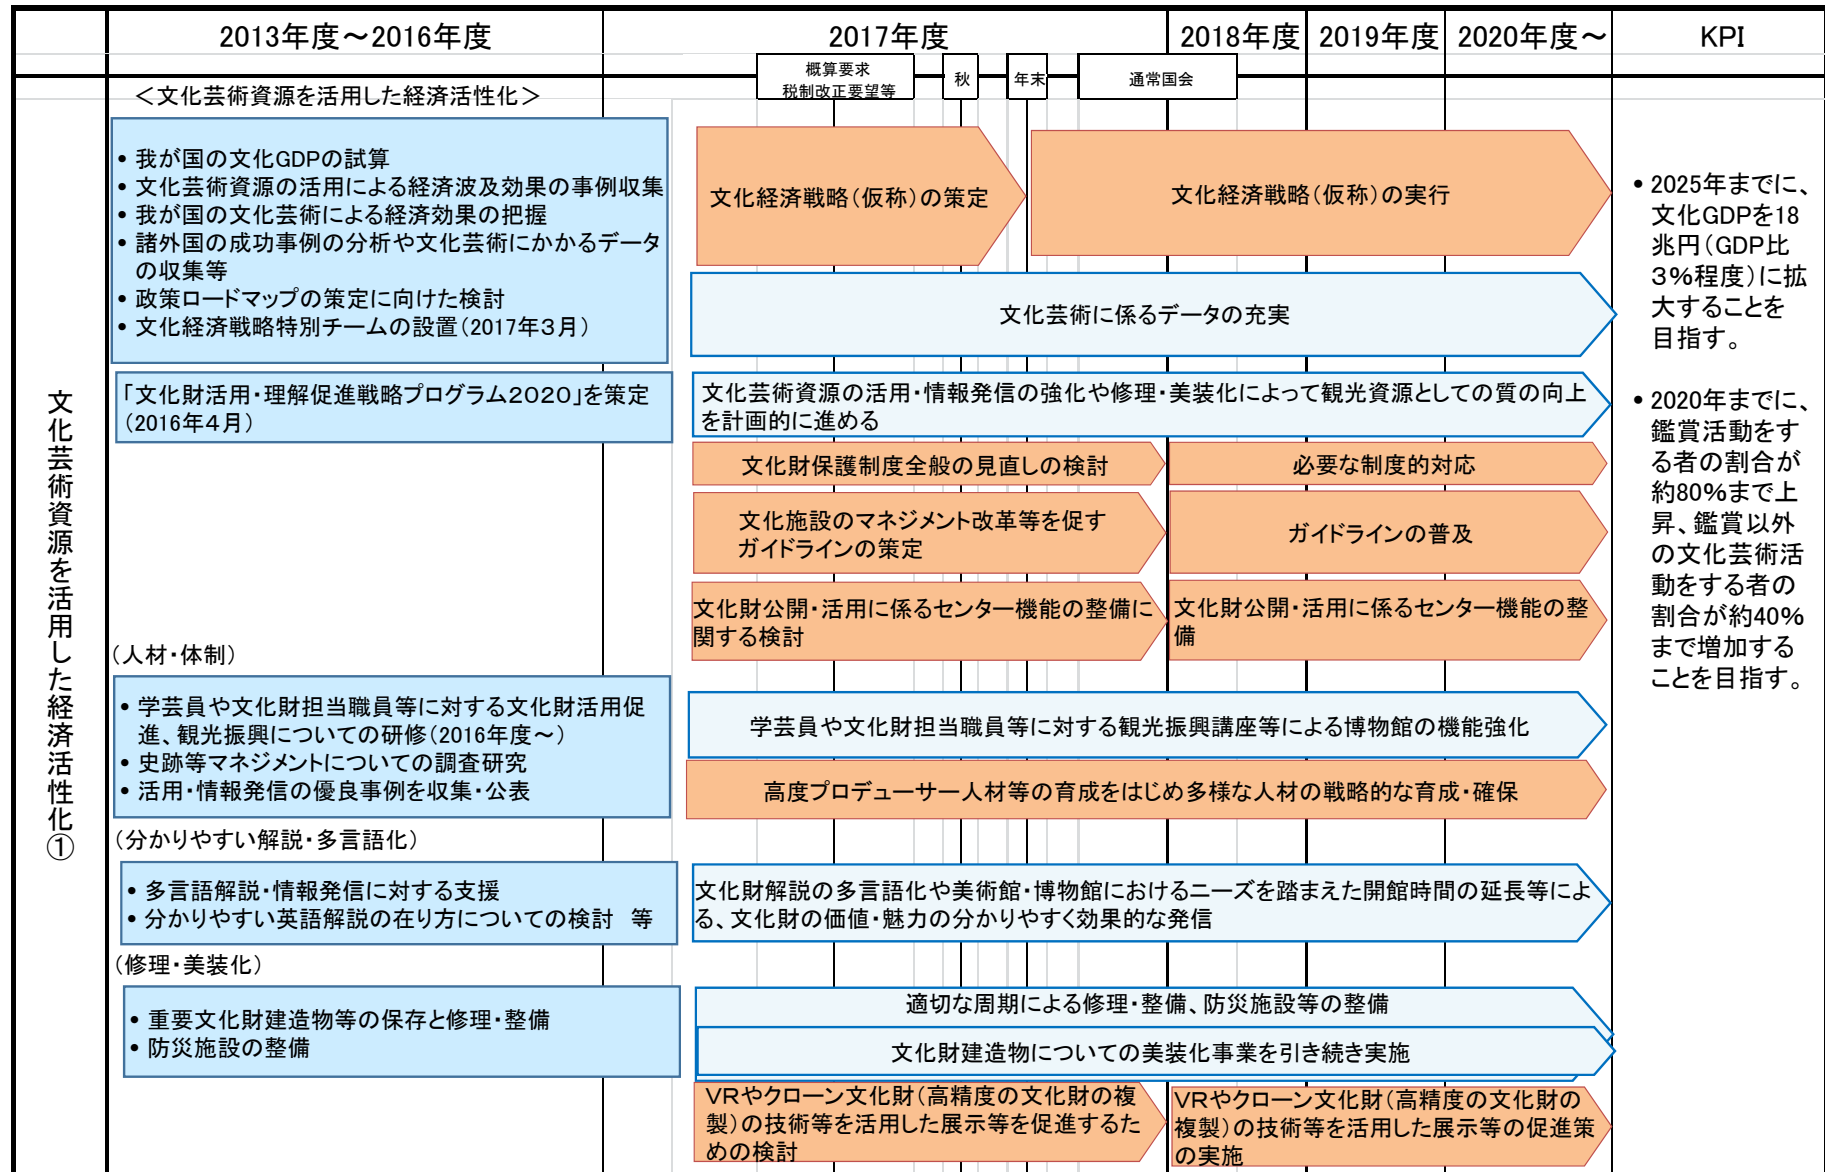 2013年度～2016年度
2017年度
2018年度
2019年度
2020年度～
KPI
概算要求
税制改正要望等
秋
年末
通常国会
文化芸術資源を活用した経済活性化①
＜文化芸術資源を活用した経済活性化＞
• 我が国の文化GDPの試算
• 文化芸術資源の活用による経済波及効果の事例収集
• 我が国の文化芸術による経済効果の把握
• 諸外国の成功事例の分析や文化芸術にかかるデータ
の収集等
• 政策ロードマップの策定に向けた検討
• 文化経済戦略特別チームの設置（2017年３月）
文化経済戦略（仮称）の策定
文化経済戦略（仮称）の実行
文化芸術に係るデータの充実
「文化財活用・理解促進戦略プログラム２０２０」を策定
（2016年４月）
文化芸術資源の活用・情報発信の強化や修理・美装化によって観光資源としての質の向上
を計画的に進める
文化財保護制度全般の見直しの検討
必要な制度的対応
文化施設のマネジメント改革等を促す
ガイドラインの策定
ガイドラインの普及
文化財公開・活用に係るセンター機能の整備に
関する検討
文化財公開・活用に係るセンター機能の整
備
（人材・体制）
• 学芸員や文化財担当職員等に対する文化財活用促
進、観光振興についての研修（2016年度～）
• 史跡等マネジメントについての調査研究
• 活用・情報発信の優良事例を収集・公表
学芸員や文化財担当職員等に対する観光振興講座等による博物館の機能強化
高度プロデューサー人材等の育成をはじめ多様な人材の戦略的な育成・確保
（分かりやすい解説・多言語化）
• 多言語解説・情報発信に対する支援
• 分かりやすい英語解説の在り方についての検討　等
文化財解説の多言語化や美術館・博物館におけるニーズを踏まえた開館時間の延長等によ
る、文化財の価値・魅力の分かりやすく効果的な発信
（修理・美装化）
• 重要文化財建造物等の保存と修理・整備
• 防災施設の整備
適切な周期による修理・整備、防災施設等の整備
文化財建造物についての美装化事業を引き続き実施
ＶＲやクローン文化財（高精度の文化財の複
製）の技術等を活用した展示等を促進するた
めの検討
ＶＲやクローン文化財（高精度の文化財の
複製）の技術等を活用した展示等の促進策
の実施
• 2025年までに、
文化GDPを18
兆円（GDP比
３％程度）に拡
大することを
目指す。
• 2020年までに、
鑑賞活動をす
る者の割合が
約80％まで上
昇、鑑賞以外
の文化芸術活
動をする者の
割合が約40％
まで増加する
ことを目指す。